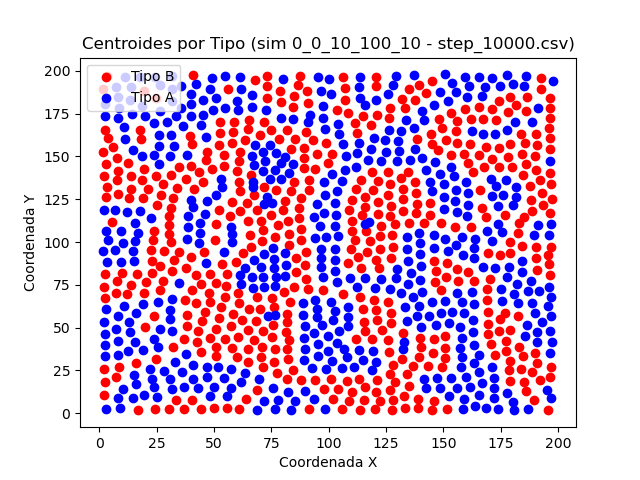 Centroides por Tipo (sim 0_0_10_100_10 - step_10000.csv)
Tipo B
Tipo A
Coordenada Y
200
175
150
125
100
75
50
25
0
0 25 50 75 100 125 150 175 200
Coordenada X